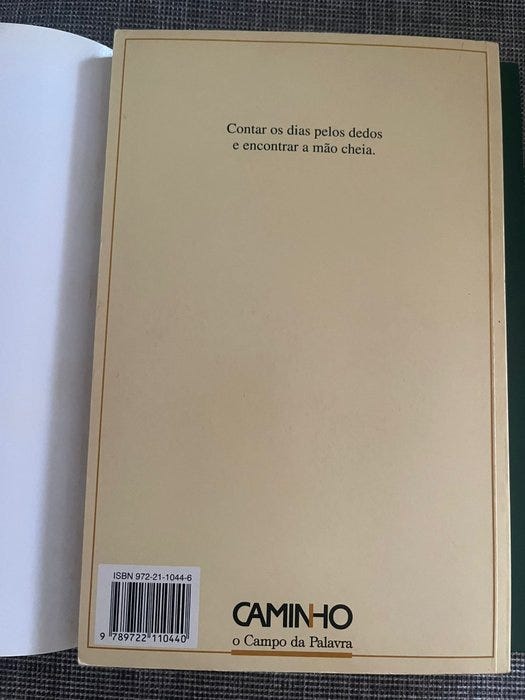 Contar os dias pelos dedos
e encontrar a mão cheia.
ISBN 972-21-1044-6
9 789722 110440
CAMINHO
o Campo da Palavra